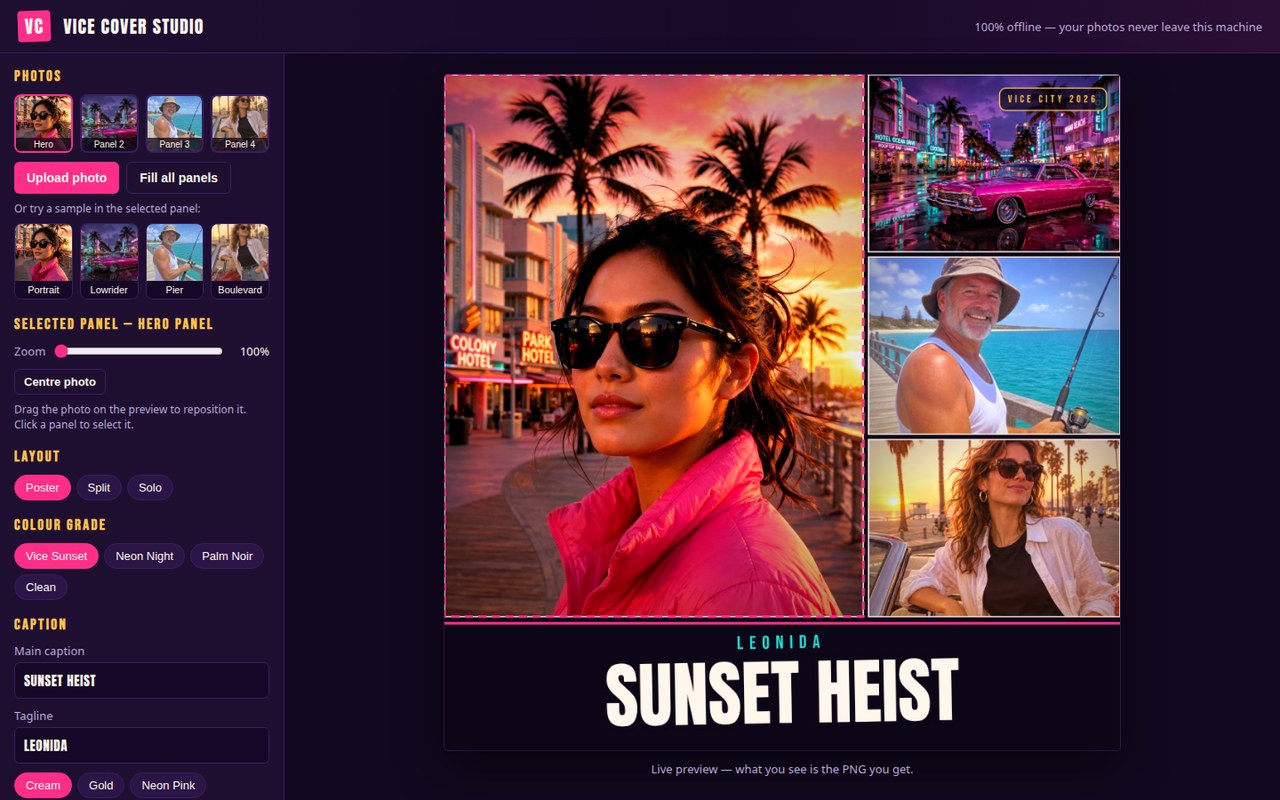 VC VICE COVER STUDIO
100% offline — your photos never leave this machine
PHOTOS
Hero Panel 2 Panel 3 Panel 4
Upload photo Fill all panels
Or try a sample in the selected panel:
Portrait Lowrider Pier Boulevard
SELECTED PANEL — HERO PANEL
Zoom 100%
Centre photo
Drag the photo on the preview to reposition it.
Click a panel to select it.
LAYOUT
Poster Split Solo
COLOUR GRADE
Vice Sunset Neon Night Palm Noir
Clean
CAPTION
Main caption
SUNSET HEIST
Tagline
LEONIDA
Cream Gold Neon Pink
COLONY
HOTEL
PARK
HOTEL
VICE CITY 2026
HOTEL OCEAN DRIVE
LEONIDA
SUNSET HEIST
Live preview — what you see is the PNG you get.